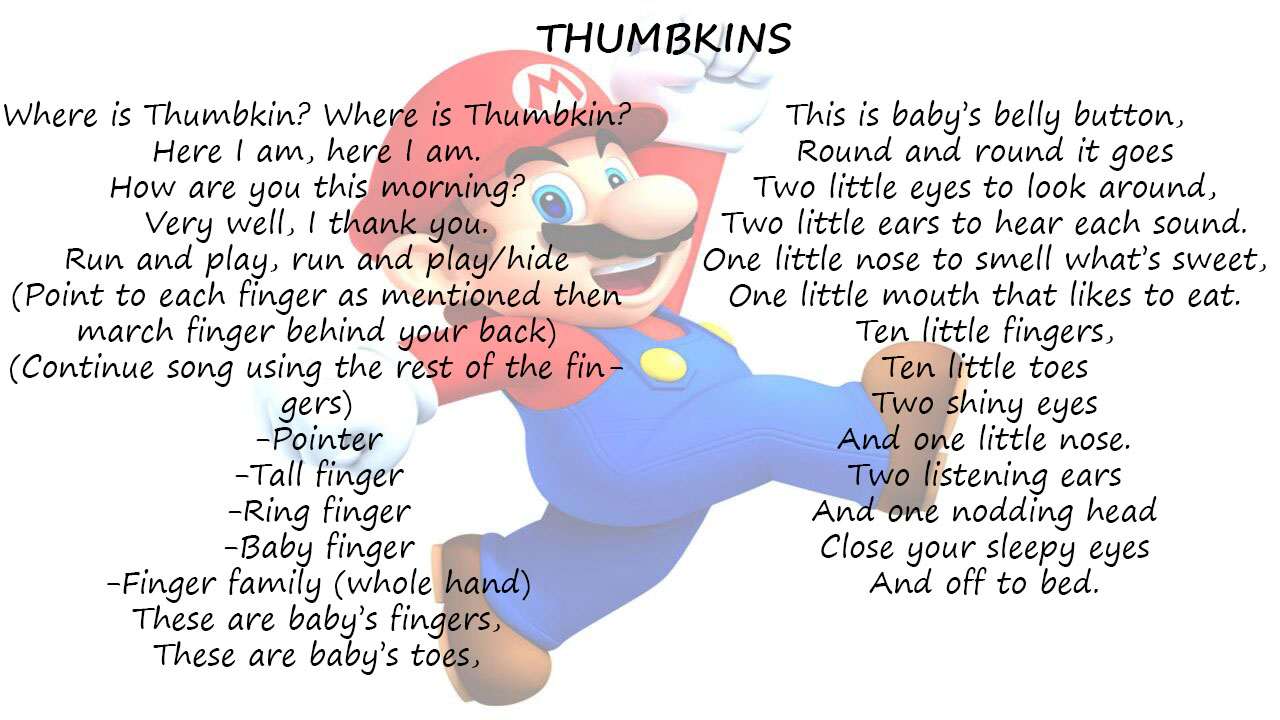 THUMBKINS
Where is Thumbkin? Where is Thumbkin?
Here I am, here I am.
How are you this morning?
Very well, I thank you.
Run and play, run and play/hide
(Point to each finger as mentioned then
march finger behind your back)
(Continue song using the rest of the fin-
gers)
-Pointer
-Tall finger
-Ring finger
-Baby finger
-Finger family (whole hand)
These are baby's fingers,
These are baby's toes,
This is baby's belly button,
Round and round it goes
Two little eyes to look around,
Two little ears to hear each sound.
One little nose to smell what's sweet,
One little mouth that likes to eat.
Ten little fingers,
Ten little toes
Two shiny eyes
And one little nose.
Two listening ears
And one nodding head
Close your sleepy eyes
And off to bed.
M